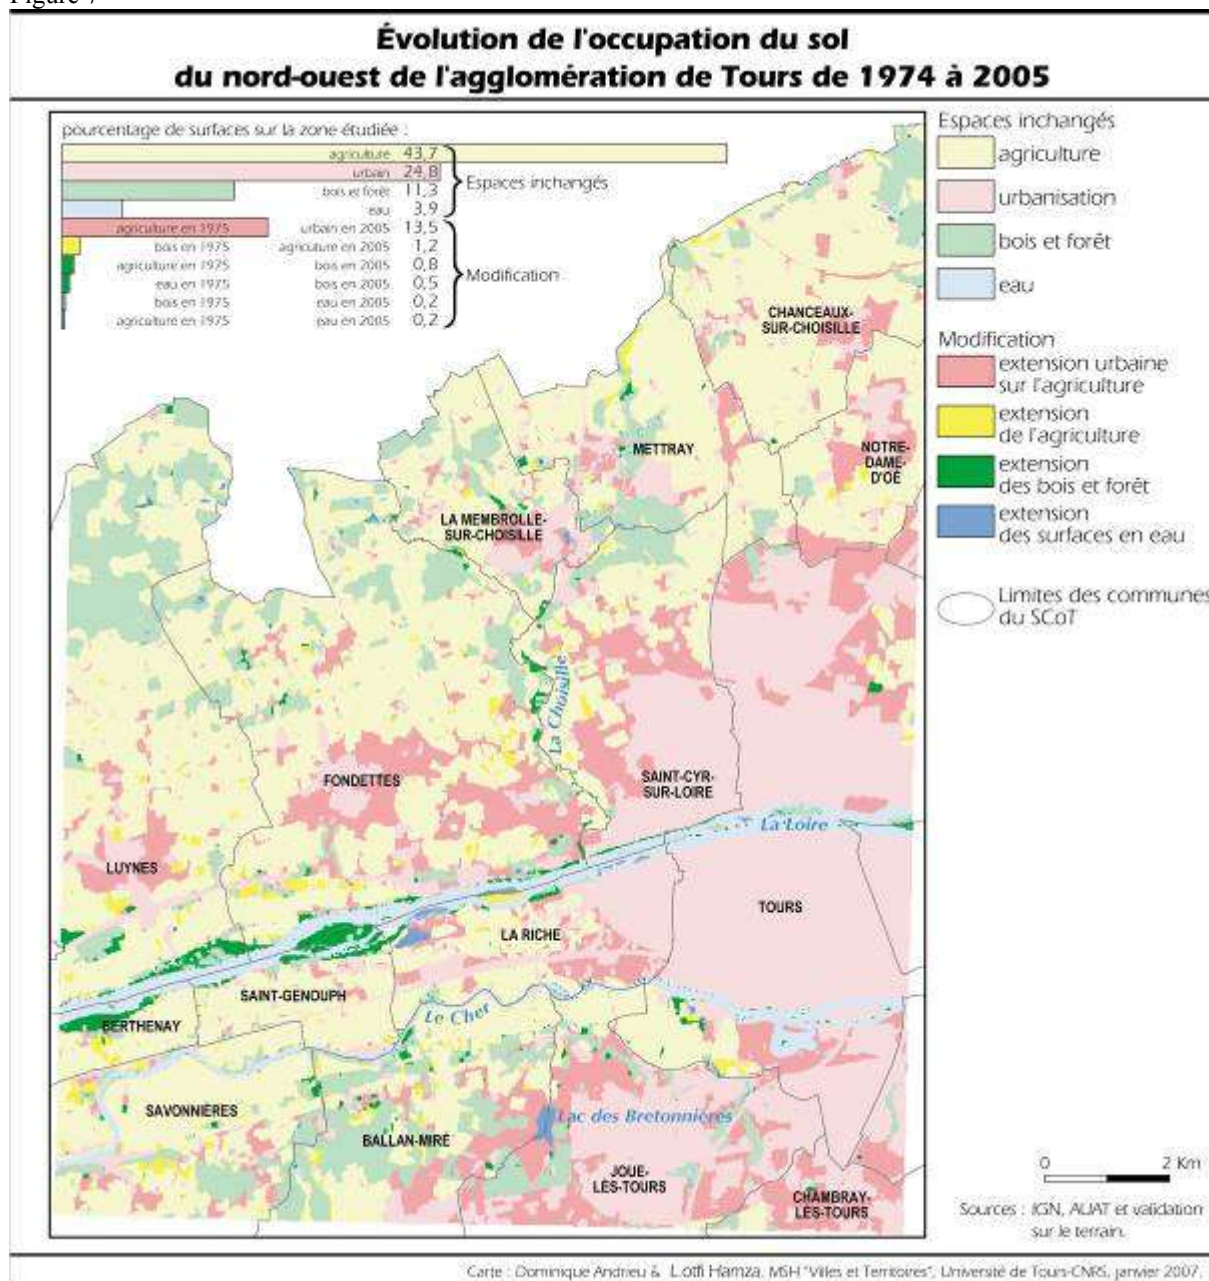 Figure 7
Évolution de l'occupation du sol
du nord-ouest de l'agglomération de Tours de 1974 à 2005
pourcentage de surfaces sur la zone étudiée :
agriculture 43,7
urbain 24,8
bois et forêt 11,3
eau 3,9
Espaces inchangés
agriculture en 1975 urbain en 2005 13,5
bois en 1975 agriculture en 2005 1,2
agriculture en 1975 bois en 2005 0,8
eau en 1975 bois en 2005 0,5
bois en 1975 eau en 2005 0,2
agriculture en 1975 eau en 2005 0,2
Modification
Espaces inchangés
agriculture
urbanisation
bois et forêt
eau
Modification
extension urbaine
sur l'agriculture
extension
de l'agriculture
extension
des bois et forêt
extension
des surfaces en eau
Limites des communes
du SCoT
CHANCEAUX-
SUR-CHOISILLE
METTRAY
NOTRE-
DAME-
D'OÉ
LA MEMBROLLE-
SUR-CHOISILLE
La Choisille
FONDETTES
SAINT-CYR-
SUR-LOIRE
La Loire
LUYNES
TOURS
LA RICHE
SAINT-GENOUPH
Le Cher
BERTHENAY
SAVONNIÈRES
Lac des Bretonnières
BALLAN-MIRÉ
JOUE-
LÈS-TOURS
CHAMBRAY-
LÈS-TOURS
0 2 Km
Sources : IGN, AUAT et validation
sur le terrain.
Carte : Dominique Andrieu & Lotfi Hamza, MSH "Villes et Territoires", Université de Tours-CNRS, janvier 2007.